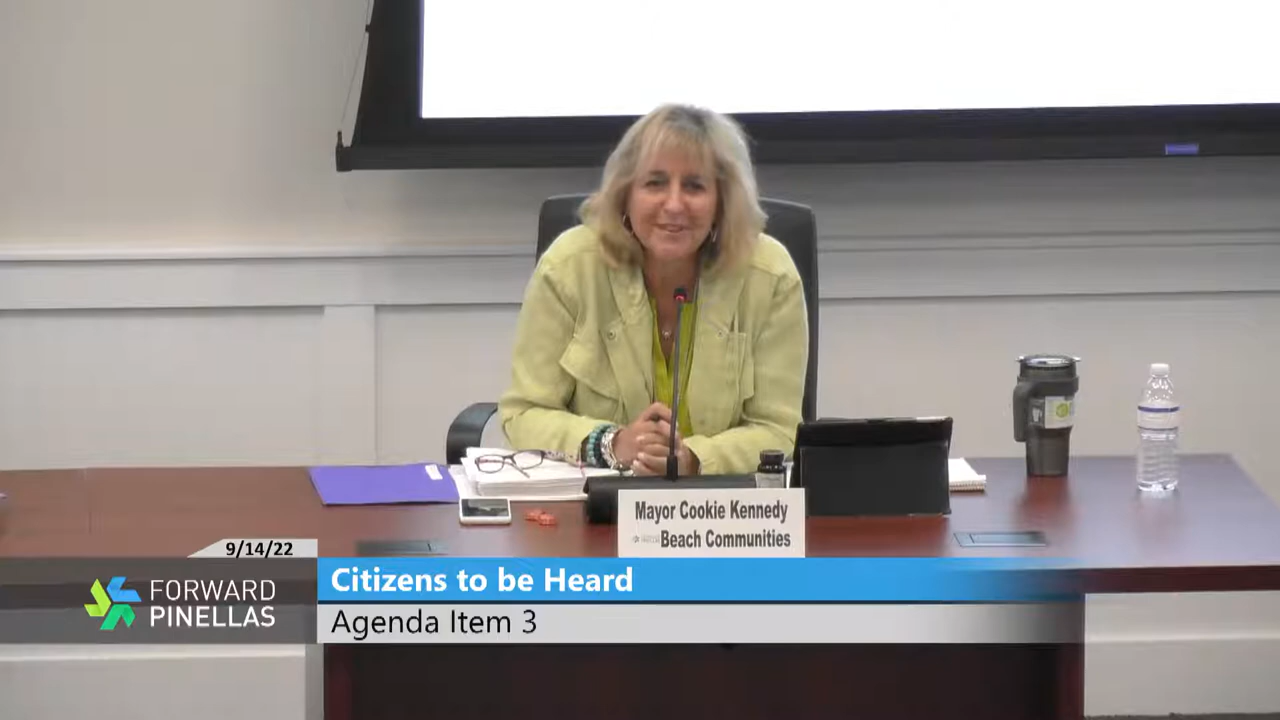 Mayor Cookie Kennedy
Beach Communities
9/14/22
FORWARD
PINELLAS
Citizens to be Heard
Agenda Item 3